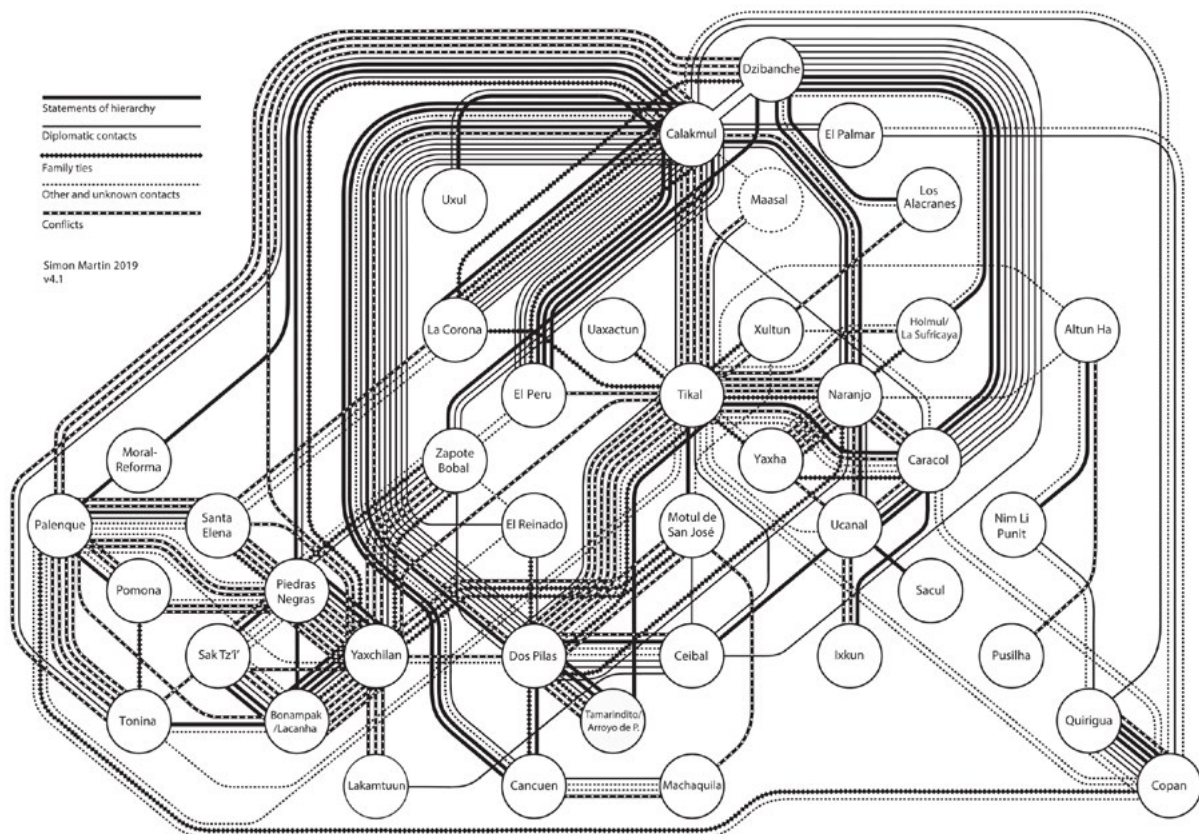 Statements of hierarchy
Diplomatic contacts
Family ties
Other and unknown contacts
Conflicts
Simon Martin 2019
v4.1
Dzibanche
Calakmul
El Palmar
Uxul
Maasal
Los
Alacranes
La Corona
Uaxactun
Xultun
Holmul/
La Sufricaya
Altun Ha
El Peru
Tikal
Naranjo
Moral-
Reforma
Zapote
Bobal
Yaxha
Caracol
Palenque
Santa
Elena
El Reinado
Motul de
San José
Ucanal
Nim Li
Punit
Pomona
Piedras
Negras
Sacul
Sak Tz'i'
Yaxchilan
Dos Pilas
Ceibal
Ixkun
Pusilha
Tonina
Bonampak
/Lacanha
Tamarindito/
Arroyo de P.
Quirigua
Lakamtuun
Cancuen
Machaquila
Copan